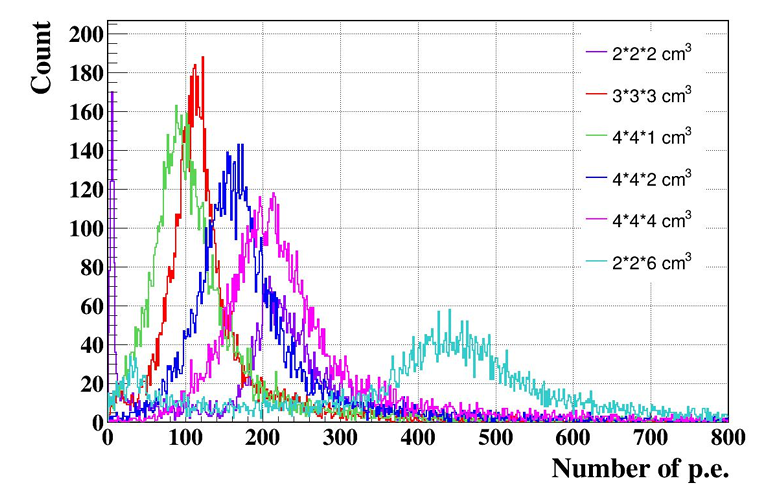 Count
200
180
160
140
120
100
80
60
40
20
0
2*2*2 cm³
3*3*3 cm³
4*4*1 cm³
4*4*2 cm³
4*4*4 cm³
2*2*6 cm³
0 100 200 300 400 500 600 700 800
Number of p.e.